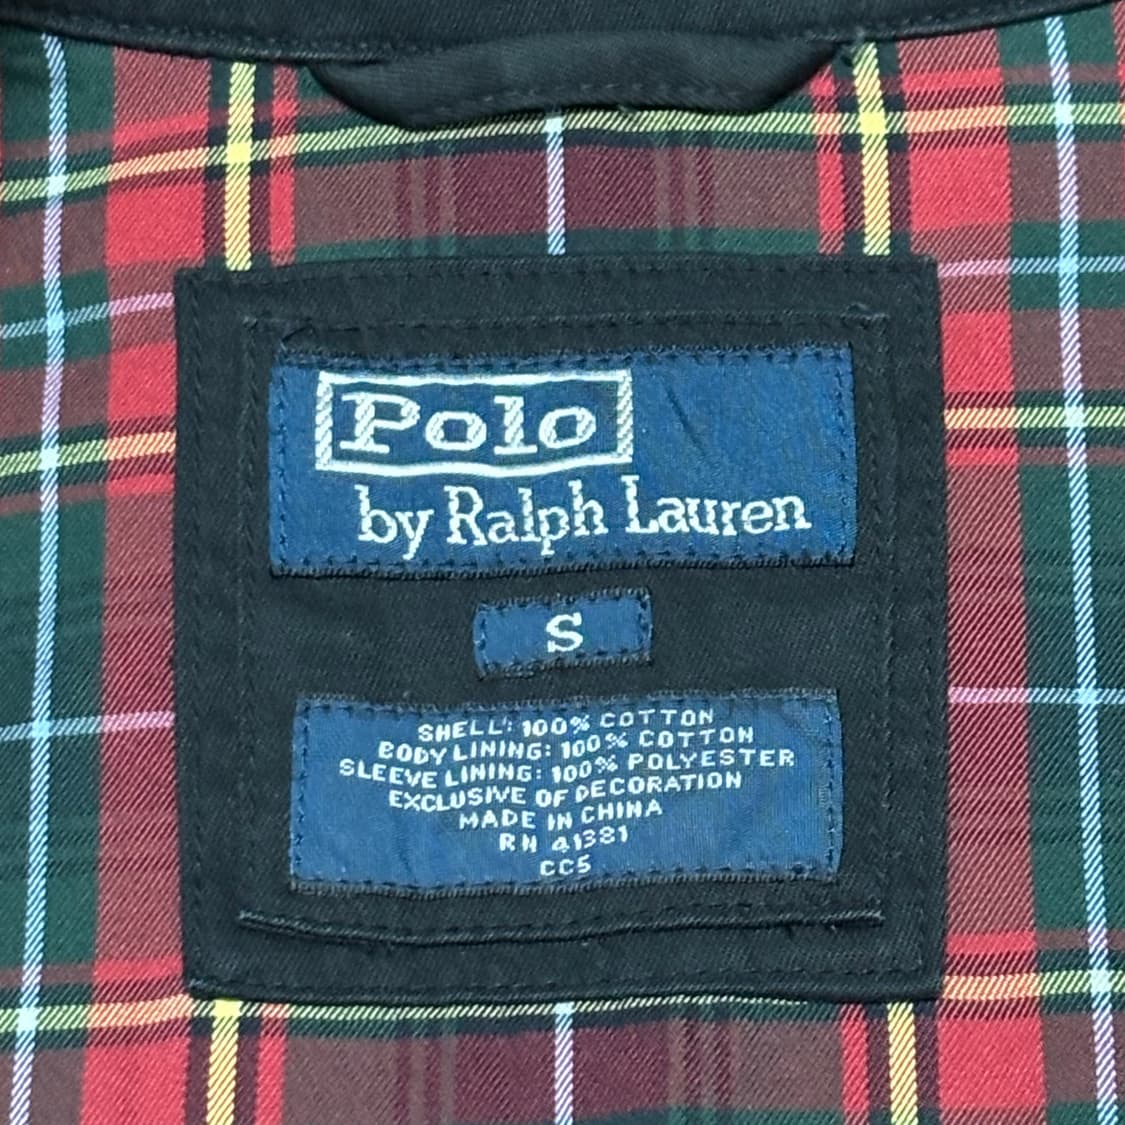 Polo
by Ralph Lauren
S
SHELL: 100% COTTON
BODY LINING: 100% COTTON
SLEEVE LINING: 100% POLYESTER
EXCLUSIVE OF DECORATION
MADE IN CHINA
RN 41381
CC5